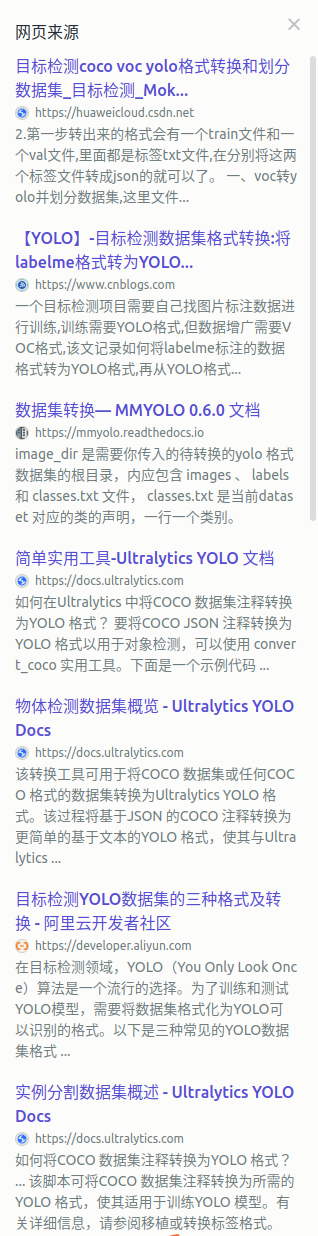 网页来源
目标检测coco voc yolo格式转换和划分
数据集_目标检测_Mok...
https://huaweicloud.csdn.net
2.第一步转出来的格式会有一个train文件和一
个val文件,里面都是标签txt文件,在分别将这两
个标签文件转成json的就可以了。 一、voc转y
olo并划分数据集,这里文件...
【YOLO】-目标检测数据集格式转换:将
labelme格式转为YOLO...
https://www.cnblogs.com
一个目标检测项目需要自己找图片标注数据进
行训练,训练需要YOLO格式,但数据增广需要V
OC格式,该文记录如何将labelme标注的数据
格式转为YOLO格式,再从YOLO格式...
数据集转换— MMYOLO 0.6.0 文档
https://mmyolo.readthedocs.io
image_dir 是需要你传入的待转换的yolo 格式
数据集的根目录，内应包含 images 、 labels
和 classes.txt 文件， classes.txt 是当前datas
et 对应的类的声明，一行一个类别。
简单实用工具-Ultralytics YOLO 文档
https://docs.ultralytics.com
如何在Ultralytics 中将COCO 数据集注释转换
为YOLO 格式？ 要将COCO JSON 注释转换为
YOLO 格式以用于对象检测，可以使用 conver
t_coco 实用工具。下面是一个示例代码 ...
物体检测数据集概览 - Ultralytics YOLO
Docs
https://docs.ultralytics.com
该转换工具可用于将COCO 数据集或任何COC
O 格式的数据集转换为Ultralytics YOLO 格
式。该过程将基于JSON 的COCO 注释转换为
更简单的基于文本的YOLO 格式，使其与Ultra
lytics ...
目标检测YOLO数据集的三种格式及转
换 - 阿里云开发者社区
https://developer.aliyun.com
在目标检测领域，YOLO（You Only Look Onc
e）算法是一个流行的选择。为了训练和测试
YOLO模型，需要将数据集格式化为YOLO可
以识别的格式。以下是三种常见的YOLO数据
集格式 ...
实例分割数据集概述 - Ultralytics YOLO
Docs
https://docs.ultralytics.com
如何将COCO 数据集注释转换为YOLO 格式？
... 该脚本可将COCO 数据集注释转换为所需的
YOLO 格式，使其适用于训练YOLO 模型。有
关详细信息，请参阅移植或转换标签格式。